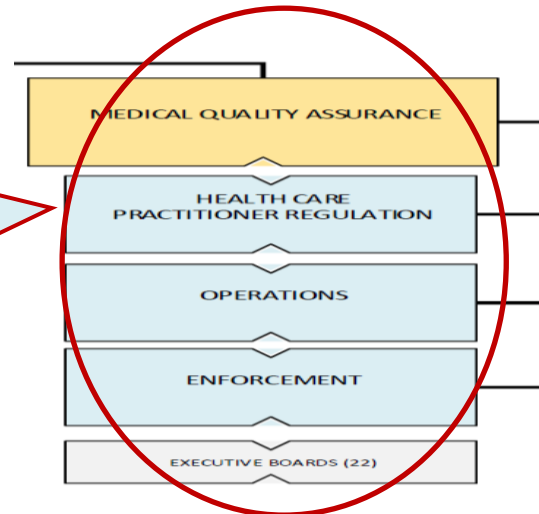 MEDICAL QUALITY ASSURANCE
HEALTH CARE
PRACTITIONER REGULATION
OPERATIONS
ENFORCEMENT
EXECUTIVE BOARDS (22)